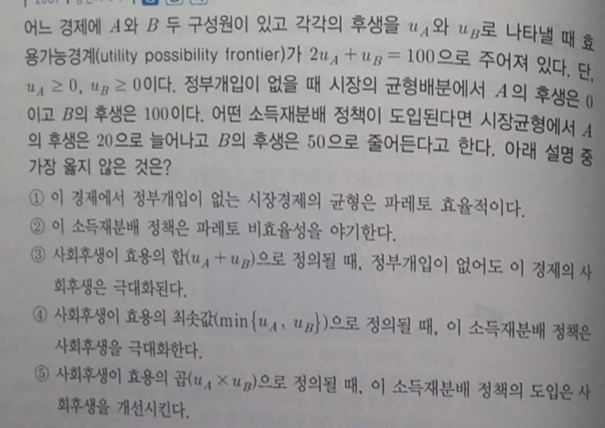 어느 경제에 A와 B 두 구성원이 있고 각각의 후생을 u_A와 u_B로 나타낼 때 효
용가능경계(utility possibility frontier)가 2u_A + u_B = 100으로 주어져 있다. 단,
u_A ≥ 0, u_B ≥ 0이다. 정부개입이 없을 때 시장의 균형배분에서 A의 후생은 0
이고 B의 후생은 100이다. 어떤 소득재분배 정책이 도입된다면 시장균형에서 A
의 후생은 20으로 늘어나고 B의 후생은 50으로 줄어든다고 한다. 아래 설명 중
가장 옳지 않은 것은?
① 이 경제에서 정부개입이 없는 시장경제의 균형은 파레토 효율적이다.
② 이 소득재분배 정책은 파레토 비효율성을 야기한다.
③ 사회후생이 효용의 합(u_A + u_B)으로 정의될 때, 정부개입이 없어도 이 경제의 사
회후생은 극대화된다.
④ 사회후생이 효용의 최솟값(min{u_A, u_B})으로 정의될 때, 이 소득재분배 정책은
사회후생을 극대화한다.
⑤ 사회후생이 효용의 곱(u_A × u_B)으로 정의될 때, 이 소득재분배 정책의 도입은 사
회후생을 개선시킨다.